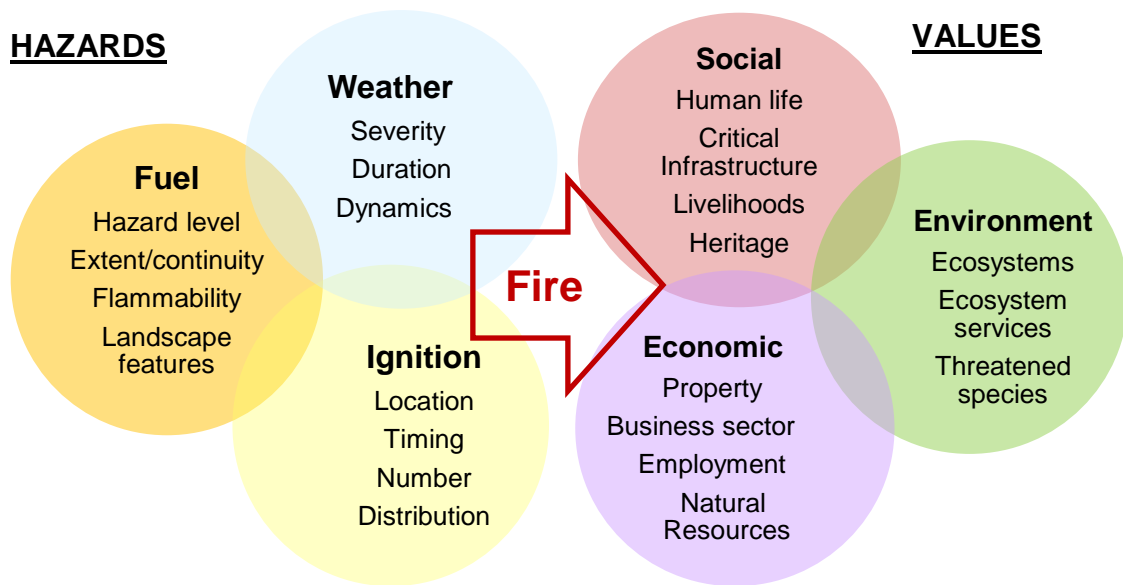 HAZARDS
Fuel
Hazard level
Extent/continuity
Flammability
Landscape
features
Weather
Severity
Duration
Dynamics
Ignition
Location
Timing
Number
Distribution
Fire
VALUES
Social
Human life
Critical
Infrastructure
Livelihoods
Heritage
Economic
Property
Business sector
Employment
Natural
Resources
Environment
Ecosystems
Ecosystem
services
Threatened
species